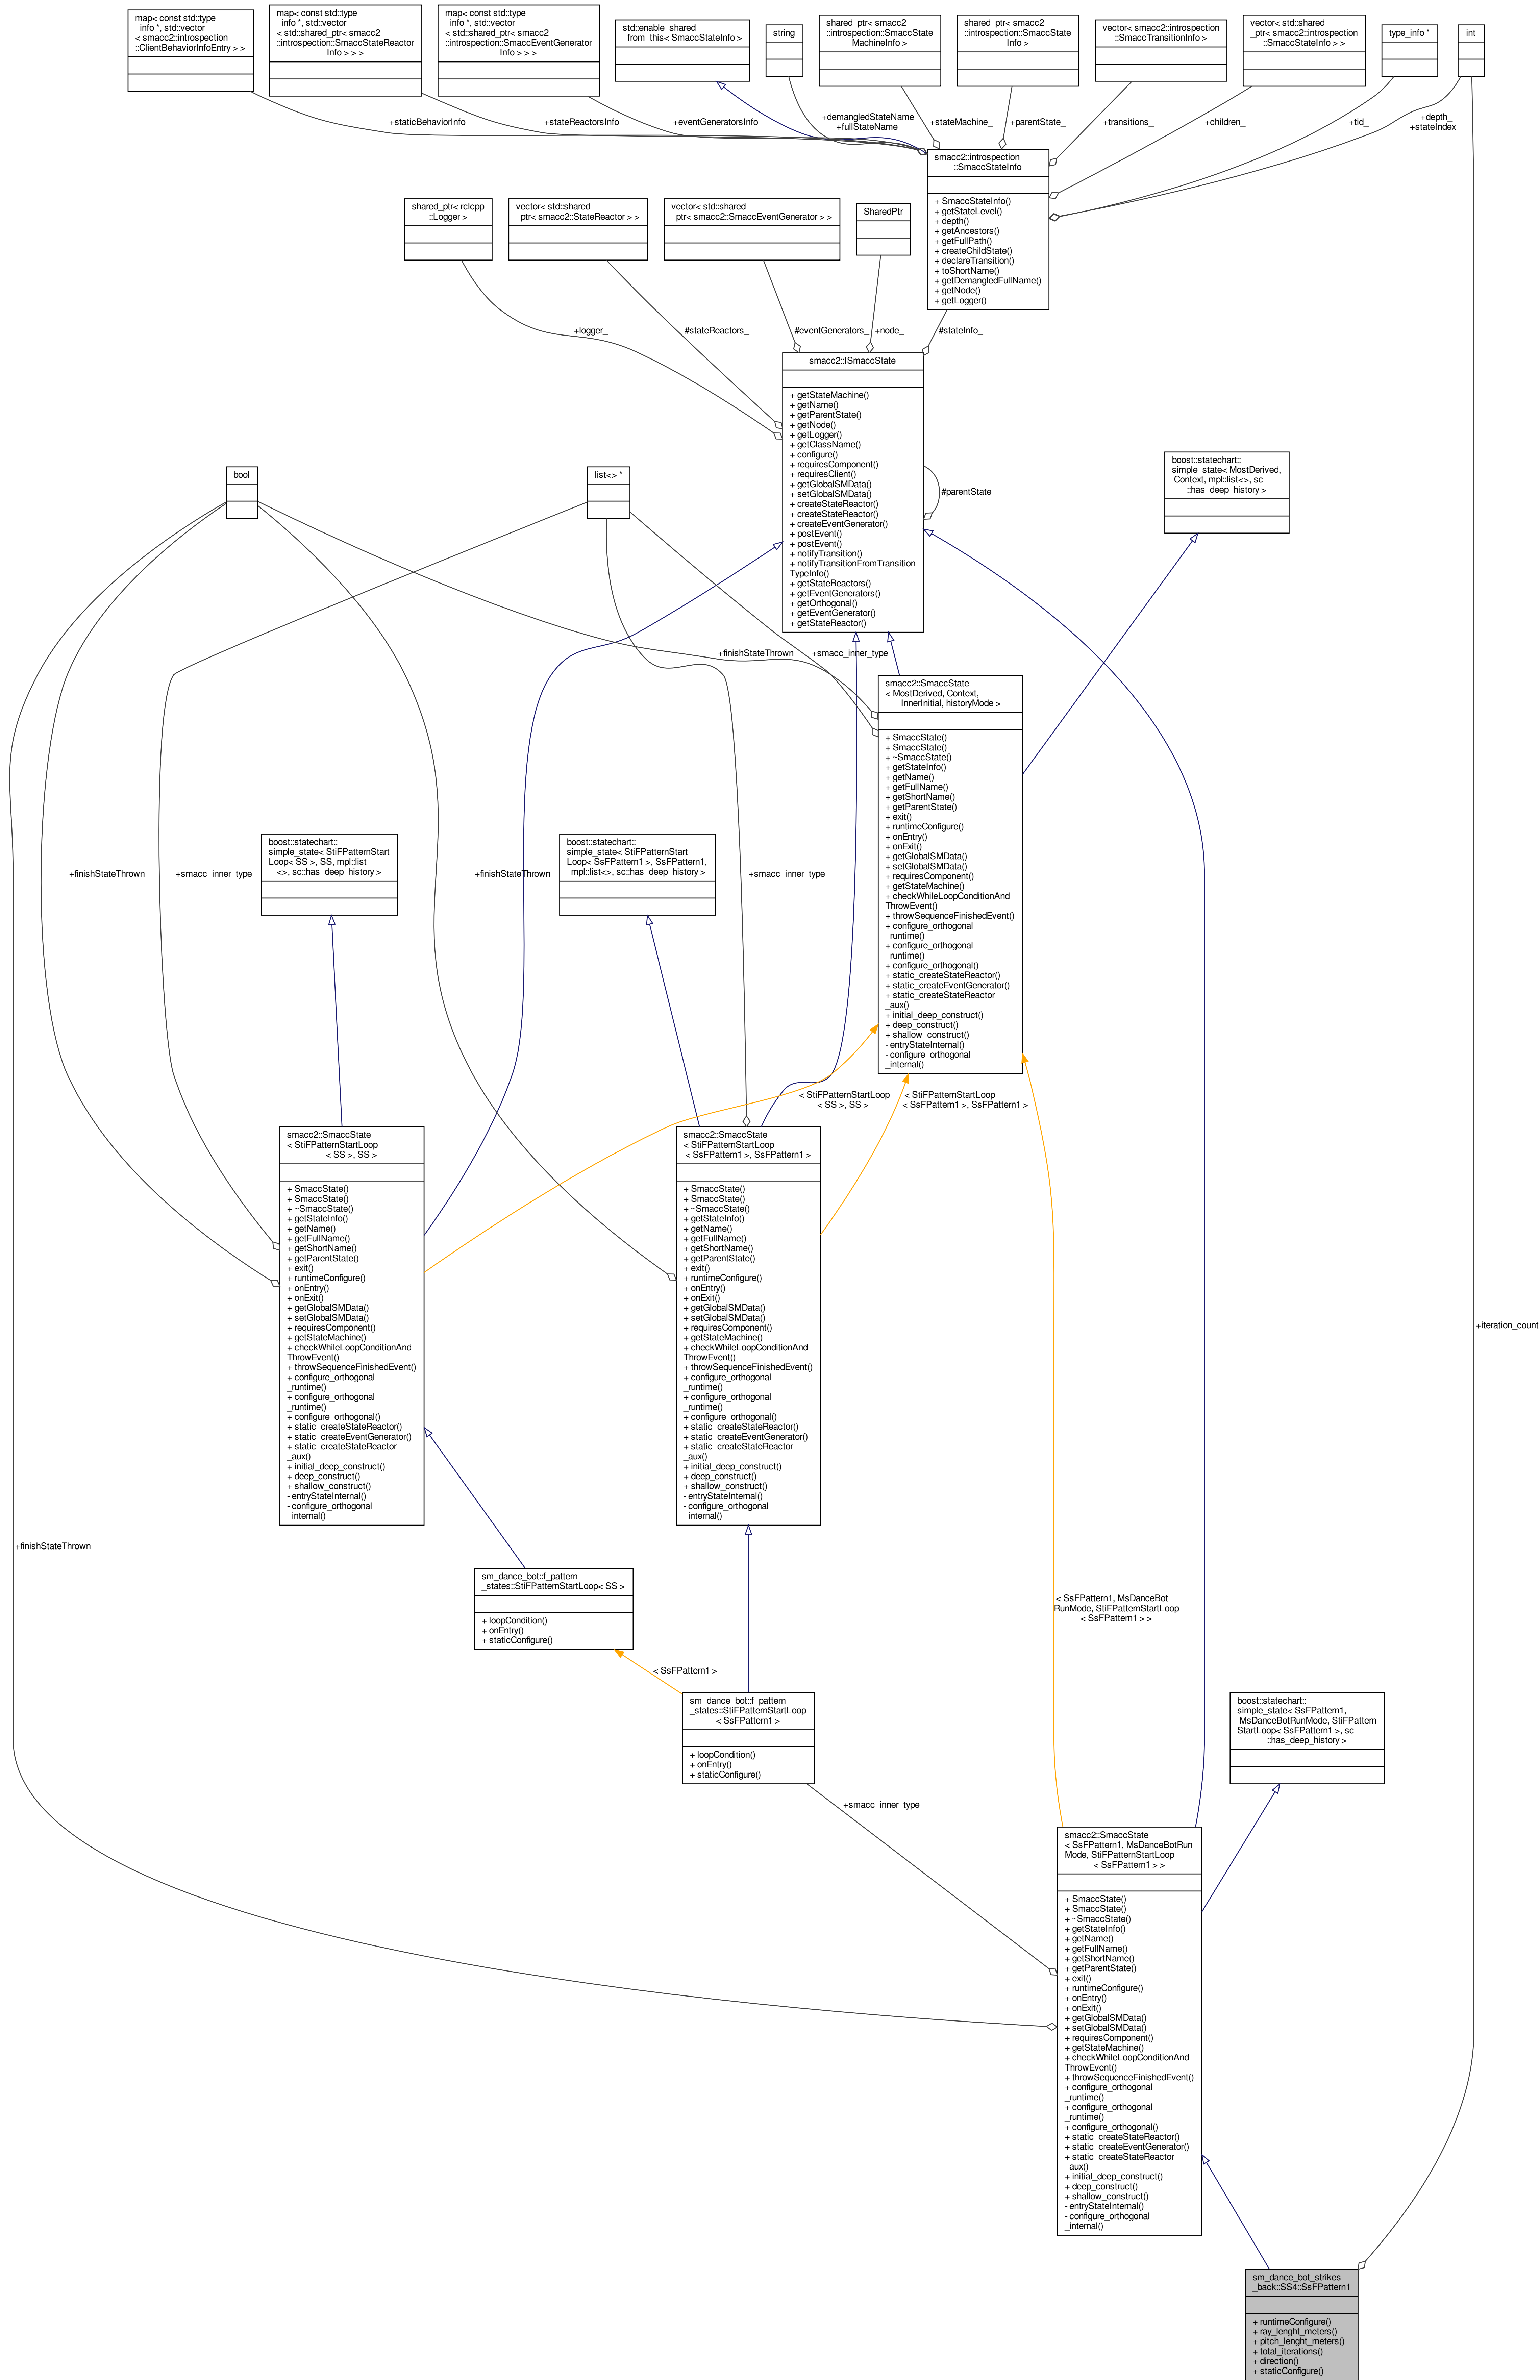 map< const std::type
_info *, std::vector
< smacc2::introspection
::ClientBehaviorInfoEntry > >
map< const std::type
_info *, std::vector
< std::shared_ptr< smacc2
::introspection::SmaccStateReactor
Info > > >
map< const std::type
_info *, std::vector
< std::shared_ptr< smacc2
::introspection::SmaccEventGenerator
Info > > >
std::enable_shared
_from_this< SmaccStateInfo >
string
shared_ptr< smacc2
::introspection::SmaccState
MachineInfo >
shared_ptr< smacc2
::introspection::SmaccState
Info >
vector< smacc2::introspection
::SmaccTransitionInfo >
vector< std::shared
_ptr< smacc2::introspection
::SmaccStateInfo > >
type_info *
int
+staticBehaviorInfo
+stateReactorsInfo
+eventGeneratorsInfo
+demangledStateName
+fullStateName
+stateMachine_
+parentState_
+transitions_
+children_
+tid_
+depth_
+stateIndex_
smacc2::introspection
::SmaccStateInfo
+ SmaccStateInfo()
+ getStateLevel()
+ depth()
+ getAncestors()
+ getFullPath()
+ createChildState()
+ declareTransition()
+ toShortName()
+ getDemangledFullName()
+ getNode()
+ getLogger()
shared_ptr< rclcpp
::Logger >
vector< std::shared
_ptr< smacc2::StateReactor > >
vector< std::shared
_ptr< smacc2::SmaccEventGenerator > >
SharedPtr
+logger_
#stateReactors_
#eventGenerators_
+node_
#stateInfo_
smacc2::ISmaccState
+ getStateMachine()
+ getName()
+ getParentState()
+ getNode()
+ getLogger()
+ getClassName()
+ configure()
+ requiresComponent()
+ requiresClient()
+ getGlobalSMData()
+ setGlobalSMData()
+ createStateReactor()
+ createStateReactor()
+ createEventGenerator()
+ postEvent()
+ postEvent()
+ notifyTransition()
+ notifyTransitionFromTransition
TypeInfo()
+ getStateReactors()
+ getEventGenerators()
+ getOrthogonal()
+ getEventGenerator()
+ getStateReactor()
#parentState_
bool
list<> *
boost::statechart::
simple_state< MostDerived,
Context, mpl::list<>, sc
::has_deep_history >
+finishStateThrown
+smacc_inner_type
smacc2::SmaccState
< MostDerived, Context,
InnerInitial, historyMode >
+ SmaccState()
+ SmaccState()
+ ~SmaccState()
+ getStateInfo()
+ getName()
+ getFullName()
+ getShortName()
+ getParentState()
+ exit()
+ runtimeConfigure()
+ onEntry()
+ onExit()
+ getGlobalSMData()
+ setGlobalSMData()
+ requiresComponent()
+ getStateMachine()
+ checkWhileLoopConditionAnd
ThrowEvent()
+ throwSequenceFinishedEvent()
+ configure_orthogonal
_runtime()
+ configure_orthogonal
_runtime()
+ configure_orthogonal()
+ static_createStateReactor()
+ static_createEventGenerator()
+ static_createStateReactor
_aux()
+ initial_deep_construct()
+ deep_construct()
+ shallow_construct()
- entryStateInternal()
- configure_orthogonal
_internal()
boost::statechart::
simple_state< StiFPatternStart
Loop< SS >, SS, mpl::list
<>, sc::has_deep_history >
boost::statechart::
simple_state< StiFPatternStart
Loop< SsFPattern1 >, SsFPattern1,
mpl::list<>, sc::has_deep_history >
+finishStateThrown
+smacc_inner_type
+finishStateThrown
+smacc_inner_type
< StiFPatternStartLoop
< SS >, SS >
< StiFPatternStartLoop
< SsFPattern1 >, SsFPattern1 >
smacc2::SmaccState
< StiFPatternStartLoop
< SS >, SS >
+ SmaccState()
+ SmaccState()
+ ~SmaccState()
+ getStateInfo()
+ getName()
+ getFullName()
+ getShortName()
+ getParentState()
+ exit()
+ runtimeConfigure()
+ onEntry()
+ onExit()
+ getGlobalSMData()
+ setGlobalSMData()
+ requiresComponent()
+ getStateMachine()
+ checkWhileLoopConditionAnd
ThrowEvent()
+ throwSequenceFinishedEvent()
+ configure_orthogonal
_runtime()
+ configure_orthogonal
_runtime()
+ configure_orthogonal()
+ static_createStateReactor()
+ static_createEventGenerator()
+ static_createStateReactor
_aux()
+ initial_deep_construct()
+ deep_construct()
+ shallow_construct()
- entryStateInternal()
- configure_orthogonal
_internal()
smacc2::SmaccState
< StiFPatternStartLoop
< SsFPattern1 >, SsFPattern1 >
+ SmaccState()
+ SmaccState()
+ ~SmaccState()
+ getStateInfo()
+ getName()
+ getFullName()
+ getShortName()
+ getParentState()
+ exit()
+ runtimeConfigure()
+ onEntry()
+ onExit()
+ getGlobalSMData()
+ setGlobalSMData()
+ requiresComponent()
+ getStateMachine()
+ checkWhileLoopConditionAnd
ThrowEvent()
+ throwSequenceFinishedEvent()
+ configure_orthogonal
_runtime()
+ configure_orthogonal
_runtime()
+ configure_orthogonal()
+ static_createStateReactor()
+ static_createEventGenerator()
+ static_createStateReactor
_aux()
+ initial_deep_construct()
+ deep_construct()
+ shallow_construct()
- entryStateInternal()
- configure_orthogonal
_internal()
+iteration_count
+finishStateThrown
sm_dance_bot::f_pattern
_states::StiFPatternStartLoop< SS >
+ loopCondition()
+ onEntry()
+ staticConfigure()
< SsFPattern1, MsDanceBot
RunMode, StiFPatternStartLoop
< SsFPattern1 > >
< SsFPattern1 >
sm_dance_bot::f_pattern
_states::StiFPatternStartLoop
< SsFPattern1 >
+ loopCondition()
+ onEntry()
+ staticConfigure()
boost::statechart::
simple_state< SsFPattern1,
MsDanceBotRunMode, StiFPattern
StartLoop< SsFPattern1 >, sc
::has_deep_history >
+smacc_inner_type
smacc2::SmaccState
< SsFPattern1, MsDanceBotRun
Mode, StiFPatternStartLoop
< SsFPattern1 > >
+ SmaccState()
+ SmaccState()
+ ~SmaccState()
+ getStateInfo()
+ getName()
+ getFullName()
+ getShortName()
+ getParentState()
+ exit()
+ runtimeConfigure()
+ onEntry()
+ onExit()
+ getGlobalSMData()
+ setGlobalSMData()
+ requiresComponent()
+ getStateMachine()
+ checkWhileLoopConditionAnd
ThrowEvent()
+ throwSequenceFinishedEvent()
+ configure_orthogonal
_runtime()
+ configure_orthogonal
_runtime()
+ configure_orthogonal()
+ static_createStateReactor()
+ static_createEventGenerator()
+ static_createStateReactor
_aux()
+ initial_deep_construct()
+ deep_construct()
+ shallow_construct()
- entryStateInternal()
- configure_orthogonal
_internal()
sm_dance_bot_strikes
_back::SS4::SsFPattern1
+ runtimeConfigure()
+ ray_lenght_meters()
+ pitch_lenght_meters()
+ total_iterations()
+ direction()
+ staticConfigure()